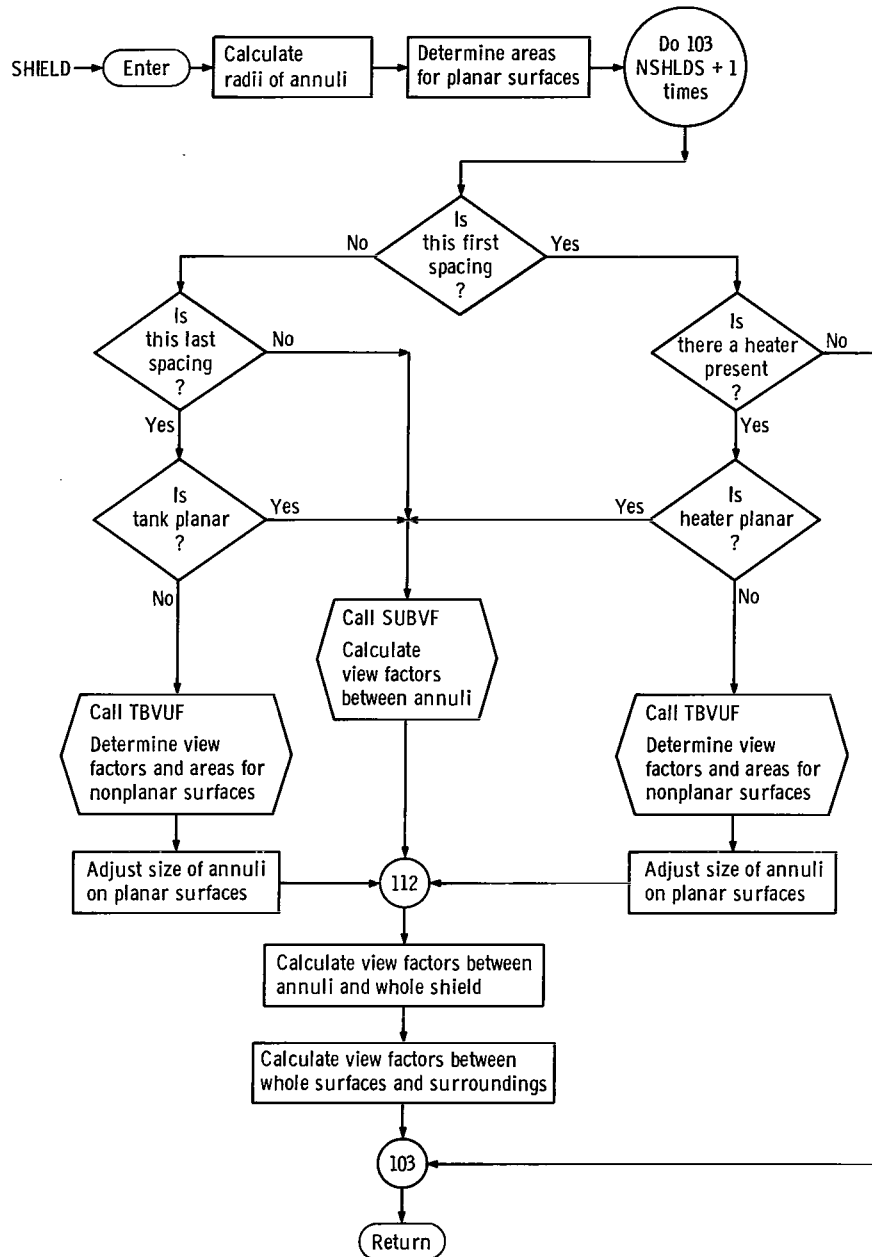 SHIELD
Enter
Calculate
radii of annuli
Determine areas
for planar surfaces
Do 103
NSHLDS + 1
times
Is
this first
spacing
?
No
Yes
Is
this last
spacing
?
No
Yes
Is
there a heater
present
?
No
Yes
Is
tank planar
?
Yes
No
Is
heater planar
?
Yes
No
Call SUBVF
Calculate
view factors
between annuli
Call TBVUF
Determine view
factors and areas for
nonplanar surfaces
Call TBVUF
Determine view
factors and areas for
nonplanar surfaces
Adjust size of annuli
on planar surfaces
112
Adjust size of annuli
on planar surfaces
Calculate view factors between
annuli and whole shield
Calculate view factors between
whole surfaces and surroundings
103
Return